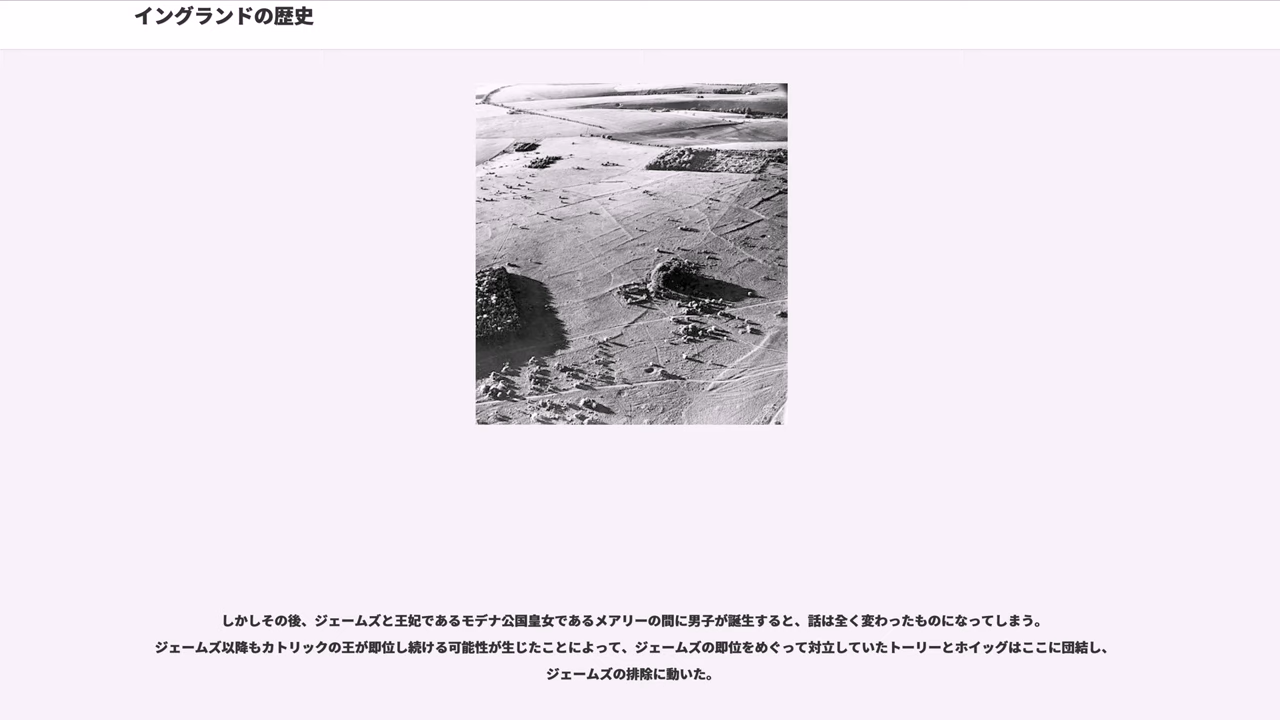 イングランドの歴史
しかしその後、ジェームズと王妃であるモデナ公国皇女であるメアリーの間に男子が誕生すると、話は全く変わったものになってしまう。
ジェームズ以降もカトリックの王が即位し続ける可能性が生じたことによって、ジェームズの即位をめぐって対立していたトーリーとホイッグはここに団結し、
ジェームズの排除に動いた。